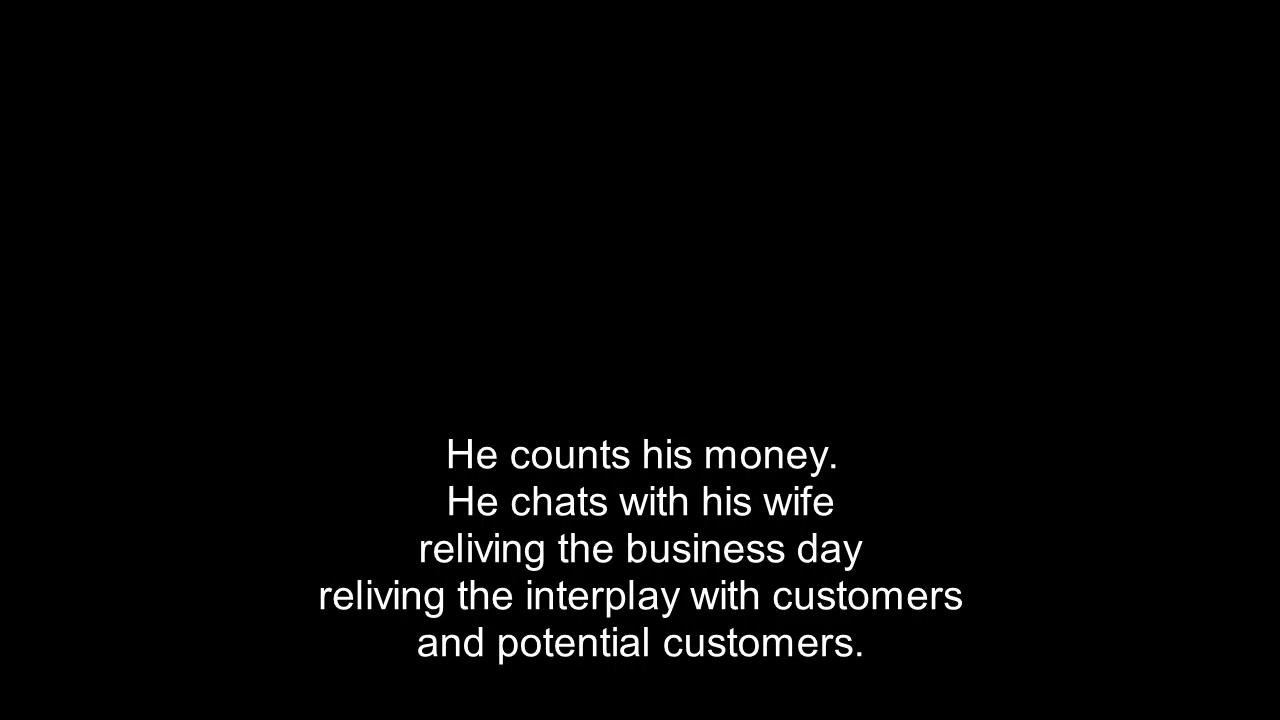 He counts his money.
He chats with his wife
reliving the business day
reliving the interplay with customers
and potential customers.